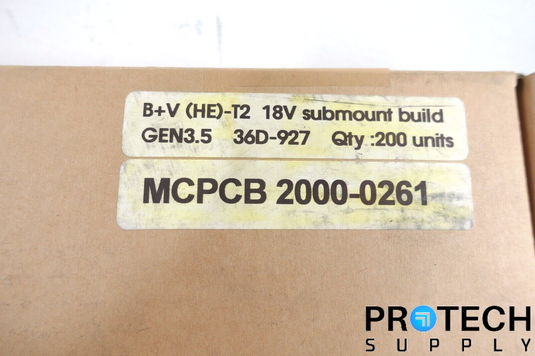 B+V (HE)-T2 18V submount build
GEN3.5 36D-927 Qty :200 units
MCPCB 2000-0261
PROTECH
SUPPLY